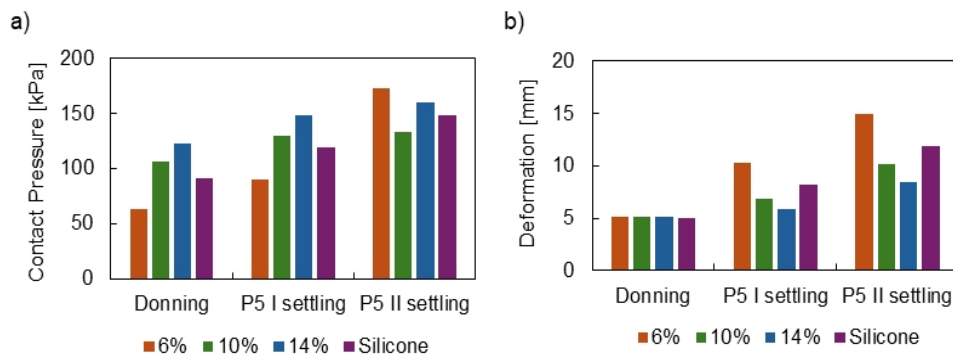 a)
Contact Pressure [kPa]
200
150
100
50
0
Donning P5 I settling P5 II settling
6% 10% 14% Silicone
b)
Deformation [mm]
20
15
10
5
0
Donning P5 I settling P5 II settling
6% 10% 14% Silicone